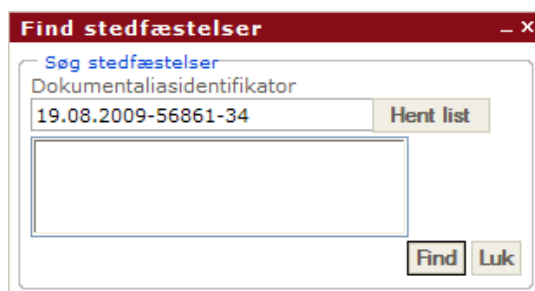 Find stedfæstelser
Søg stedfæstelser
Dokumentaliasidentifikator
19.08.2009-56861-34 Hent list
Find Luk